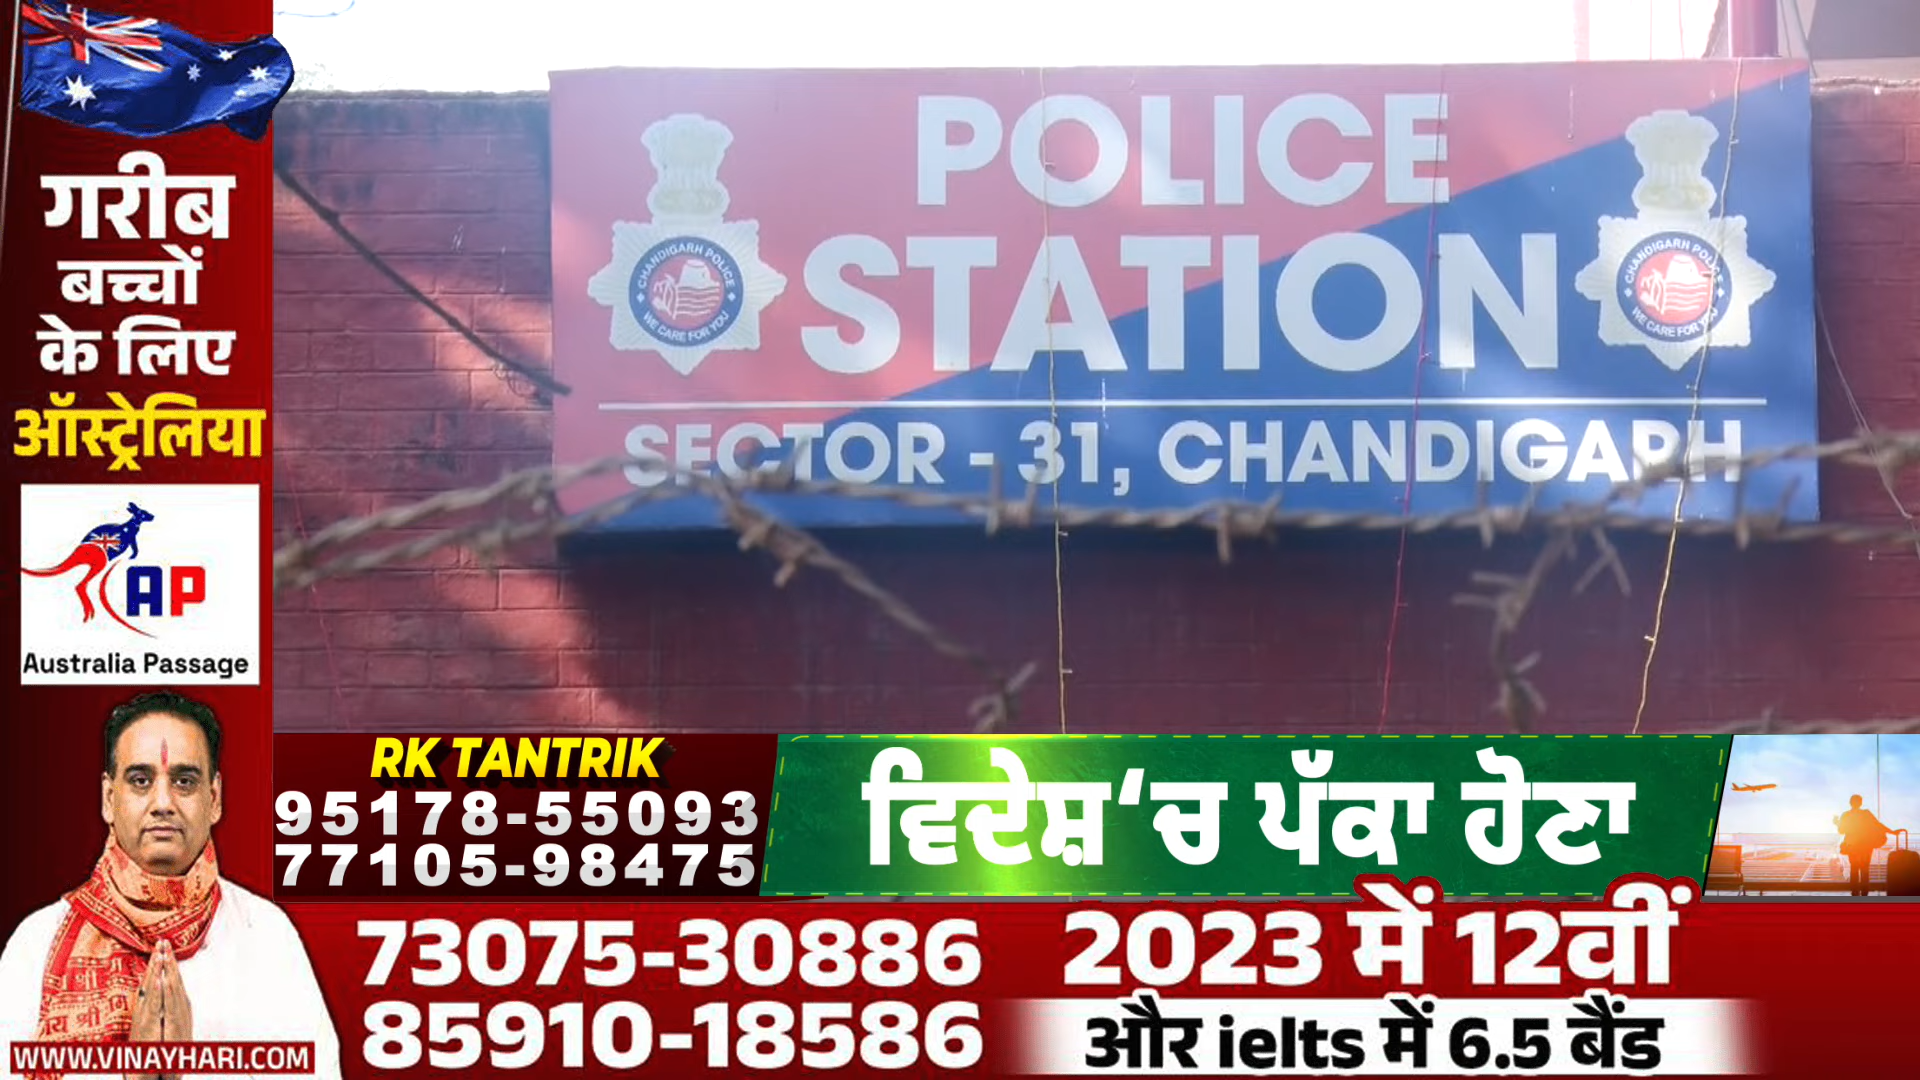 गरीब
बच्चों
के लिए
ऑस्ट्रेलिया
AP
Australia Passage
WWW.VINAYHARI.COM
POLICE
STATION
SECTOR - 31, CHANDIGARH
CHANDIGARH POLICE
WE CARE FOR YOU
CHANDIGARH POLICE
WE CARE FOR YOU
RK TANTRIK
95178-55093
77105-98475
ਵਿਦੇਸ਼‘ਚ ਪੱਕਾ ਹੋਣਾ
73075-30886
85910-18586
2023 में 12वीं
और ielts में 6.5 बैंड